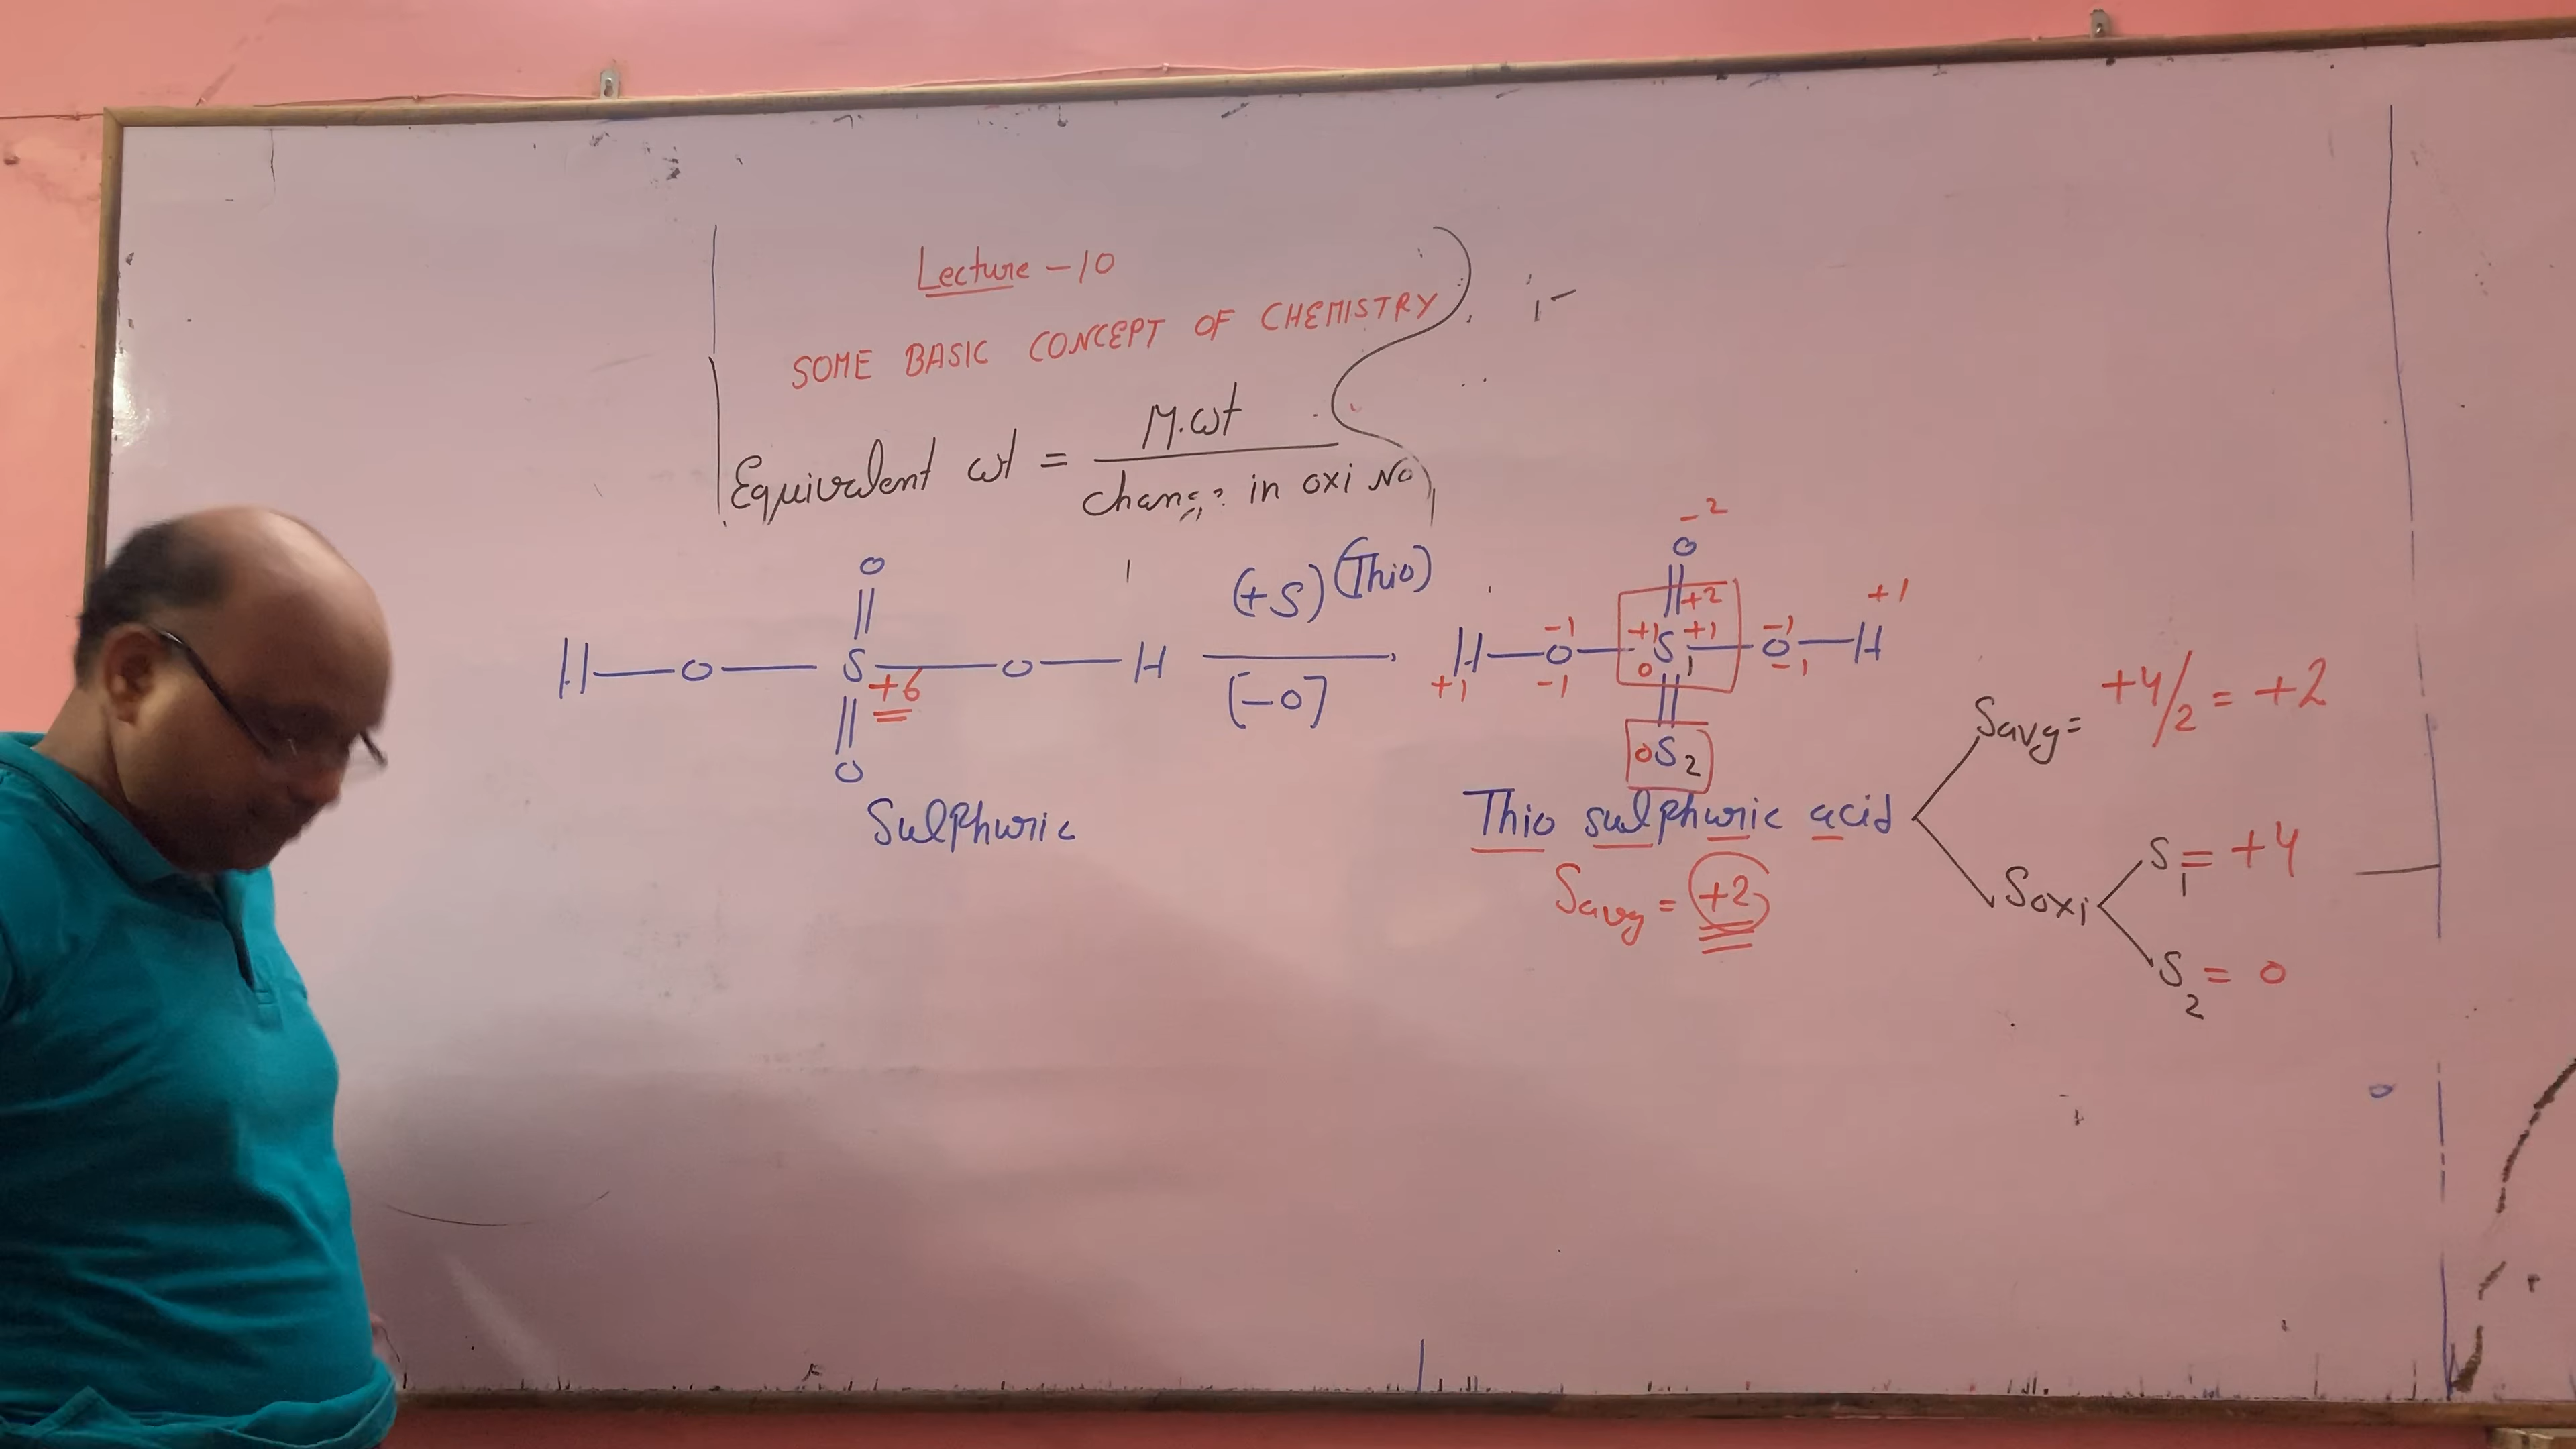 Lecture - 10
SOME BASIC CONCEPT OF CHEMISTRY
Equivalent wt = M.wt / Change in oxi No
O
||
H—O—S—O—H
+6
||
O
Sulphuric
(+S) (Thio)
[-O]
-2
O
||
+2
+1 -1 +1 +1 -1
H—O—S—O—H
+1 -1 0 1 -1
||
0 S2
Thio sulphuric acid
Savg = +2
Savg = +4/2 = +2
Soxi
S1 = +4
S2 = 0